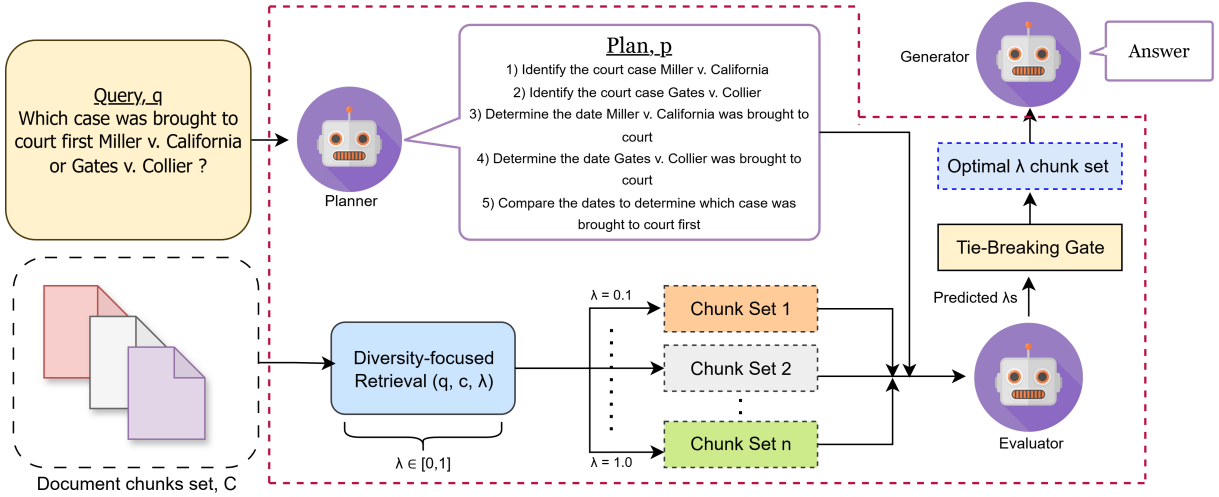 Query, q
Which case was brought to
court first Miller v. California
or Gates v. Collier ?
Planner
Plan, p
1) Identify the court case Miller v. California
2) Identify the court case Gates v. Collier
3) Determine the date Miller v. California was brought to
court
4) Determine the date Gates v. Collier was brought to
court
5) Compare the dates to determine which case was
brought to court first
Generator
Answer
Optimal λ chunk set
Tie-Breaking Gate
Predicted λs
Evaluator
Document chunks set, C
Diversity-focused
Retrieval (q, c, λ)
λ ∈ [0,1]
λ = 0.1
λ = 1.0
Chunk Set 1
Chunk Set 2
Chunk Set n